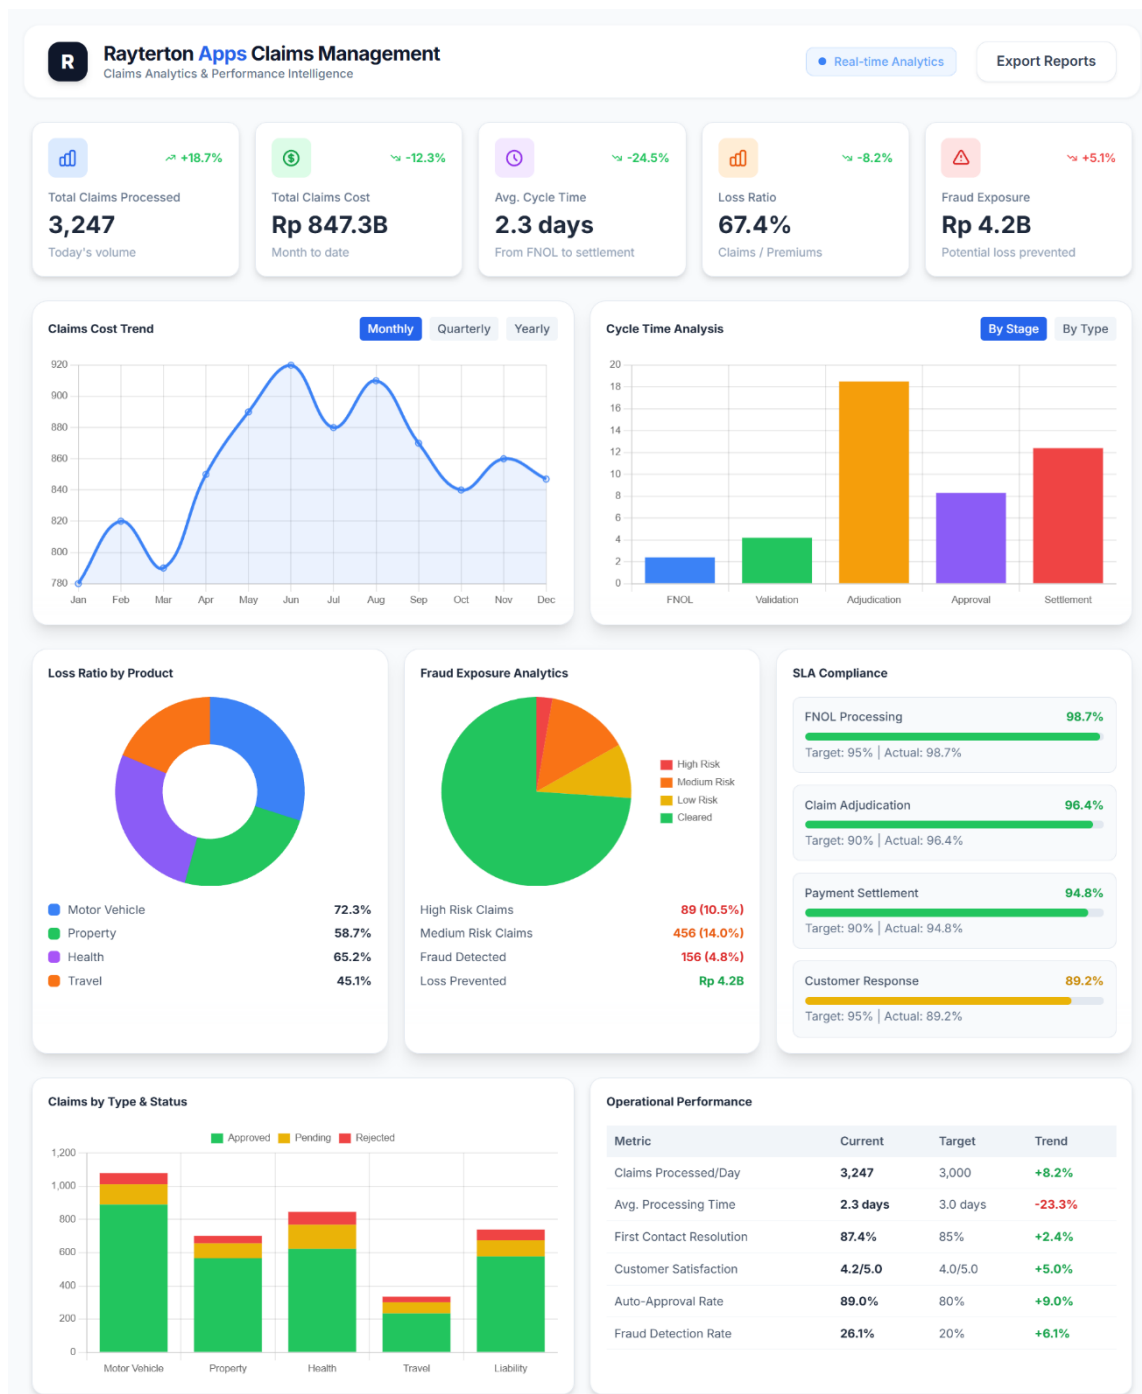 R
Rayterton Apps Claims Management
Claims Analytics & Performance Intelligence
Real-time Analytics
Export Reports
+18.7%
Total Claims Processed
3,247
Today's volume
-12.3%
Total Claims Cost
Rp 847.3B
Month to date
-24.5%
Avg. Cycle Time
2.3 days
From FNOL to settlement
-8.2%
Loss Ratio
67.4%
Claims / Premiums
+5.1%
Fraud Exposure
Rp 4.2B
Potential loss prevented
Claims Cost Trend
Monthly Quarterly Yearly
920
900
880
860
840
820
800
780
Jan Feb Mar Apr May Jun Jul Aug Sep Oct Nov Dec
Cycle Time Analysis
By Stage By Type
20
18
16
14
12
10
8
6
4
2
0
FNOL Validation Adjudication Approval Settlement
Loss Ratio by Product
Motor Vehicle 72.3%
Property 58.7%
Health 65.2%
Travel 45.1%
Fraud Exposure Analytics
High Risk
Medium Risk
Low Risk
Cleared
High Risk Claims 89 (10.5%)
Medium Risk Claims 456 (14.0%)
Fraud Detected 156 (4.8%)
Loss Prevented Rp 4.2B
SLA Compliance
FNOL Processing 98.7%
Target: 95% | Actual: 98.7%
Claim Adjudication 96.4%
Target: 90% | Actual: 96.4%
Payment Settlement 94.8%
Target: 90% | Actual: 94.8%
Customer Response 89.2%
Target: 95% | Actual: 89.2%
Claims by Type & Status
Approved Pending Rejected
1,200
1,000
800
600
400
200
0
Motor Vehicle Property Health Travel Liability
Operational Performance
Metric Current Target Trend
Claims Processed/Day 3,247 3,000 +8.2%
Avg. Processing Time 2.3 days 3.0 days -23.3%
First Contact Resolution 87.4% 85% +2.4%
Customer Satisfaction 4.2/5.0 4.0/5.0 +5.0%
Auto-Approval Rate 89.0% 80% +9.0%
Fraud Detection Rate 26.1% 20% +6.1%